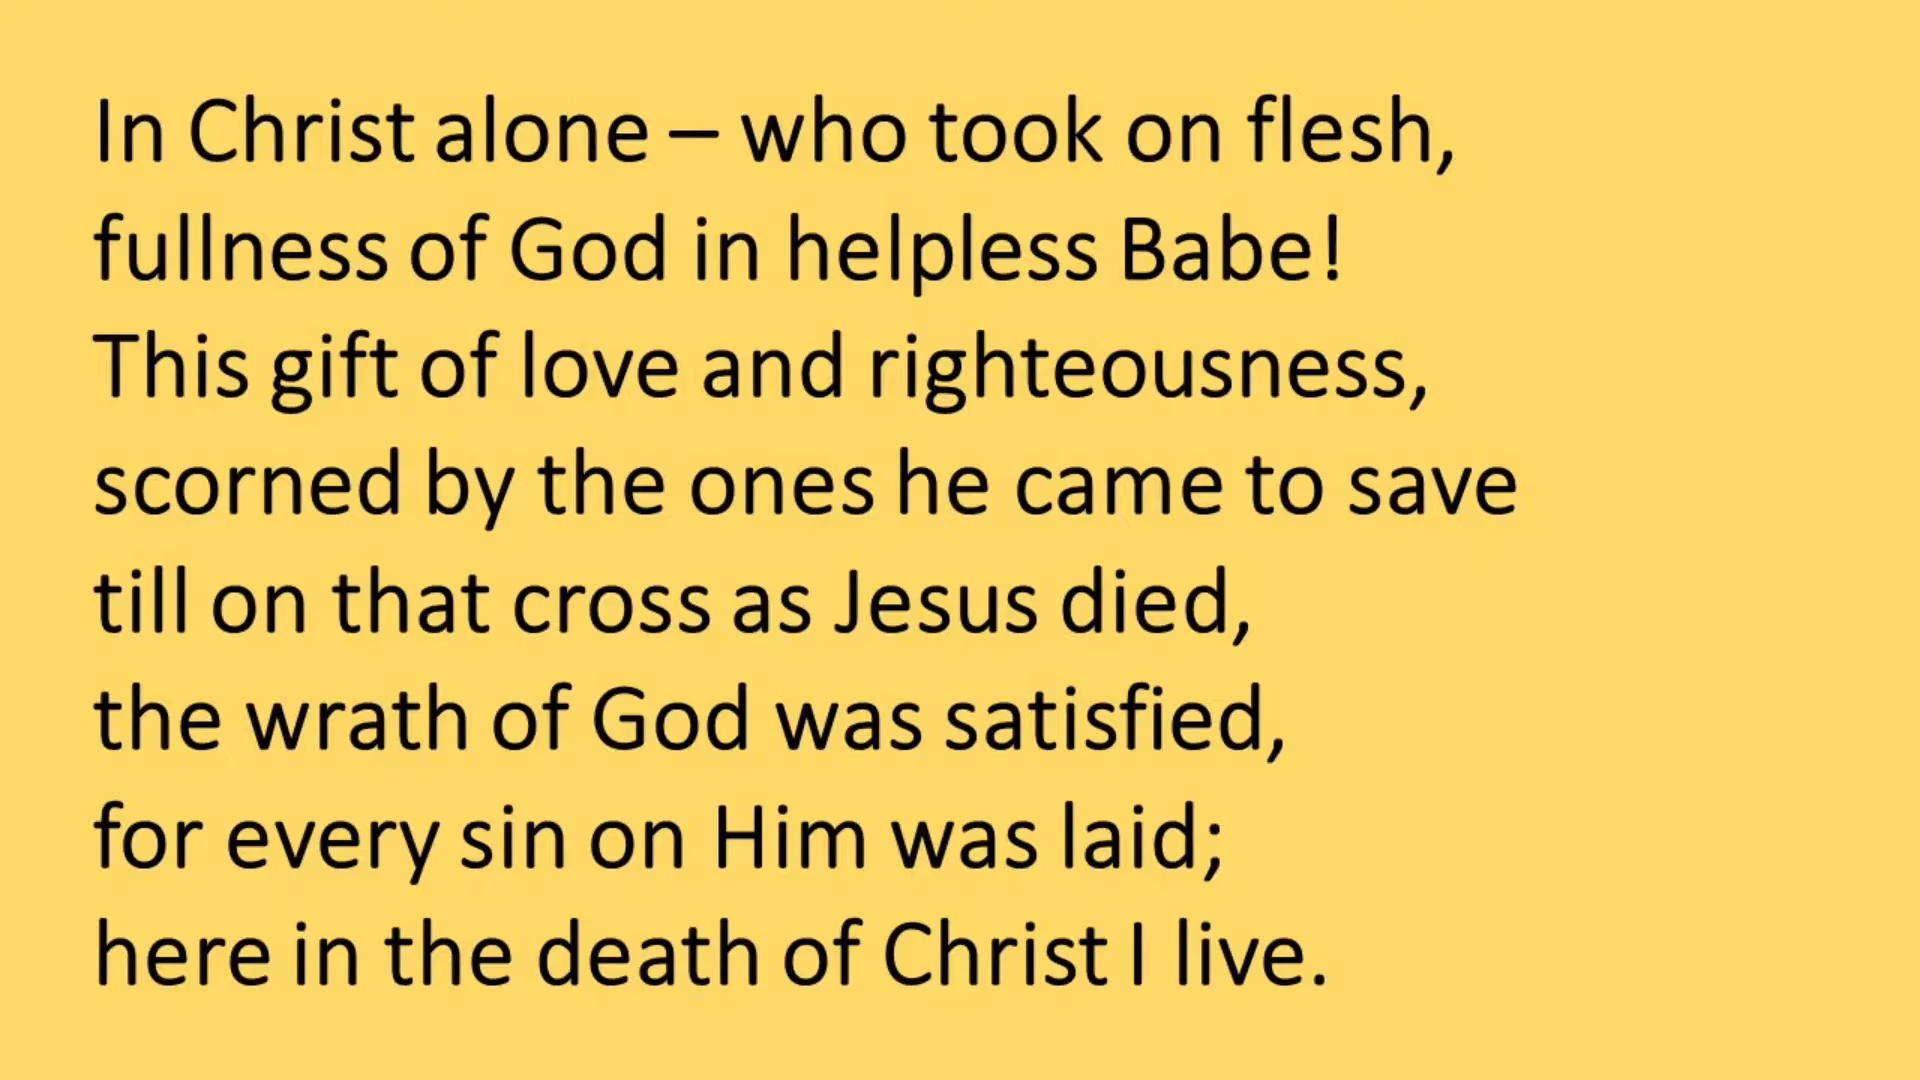 In Christ alone – who took on flesh,
fullness of God in helpless Babe!
This gift of love and righteousness,
scorned by the ones he came to save
till on that cross as Jesus died,
the wrath of God was satisfied,
for every sin on Him was laid;
here in the death of Christ I live.